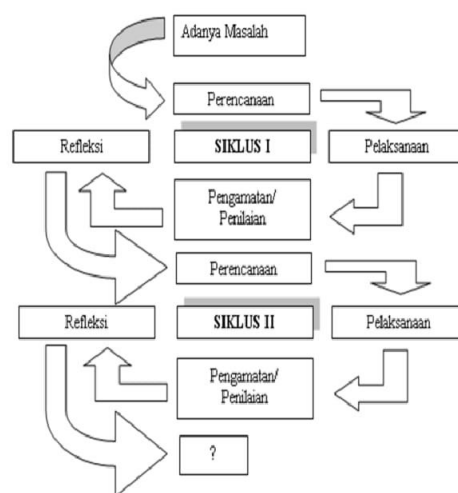 Adanya Masalah
Perencanaan
Refleksi
SIKLUS I
Pelaksanaan
Pengamatan/
Penilaian
Perencanaan
Refleksi
SIKLUS II
Pelaksanaan
Pengamatan/
Penilaian
?